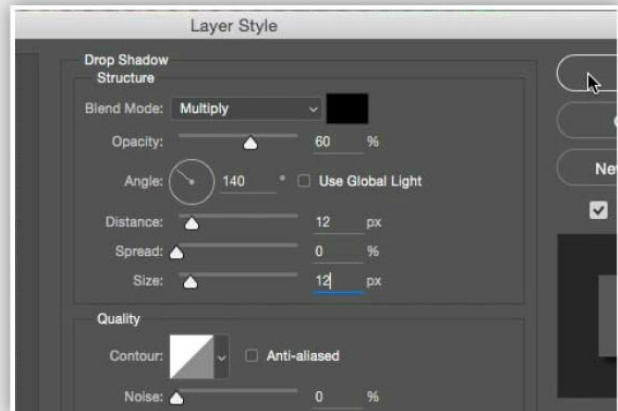 Layer Style
Drop Shadow
Structure
Blend Mode: Multiply
Opacity: 60 %
Angle: 140 ° Use Global Light
Distance: 12 px
Spread: 0 %
Size: 12 px
New
Quality
Contour: Anti-aliased
Noise: 0 %